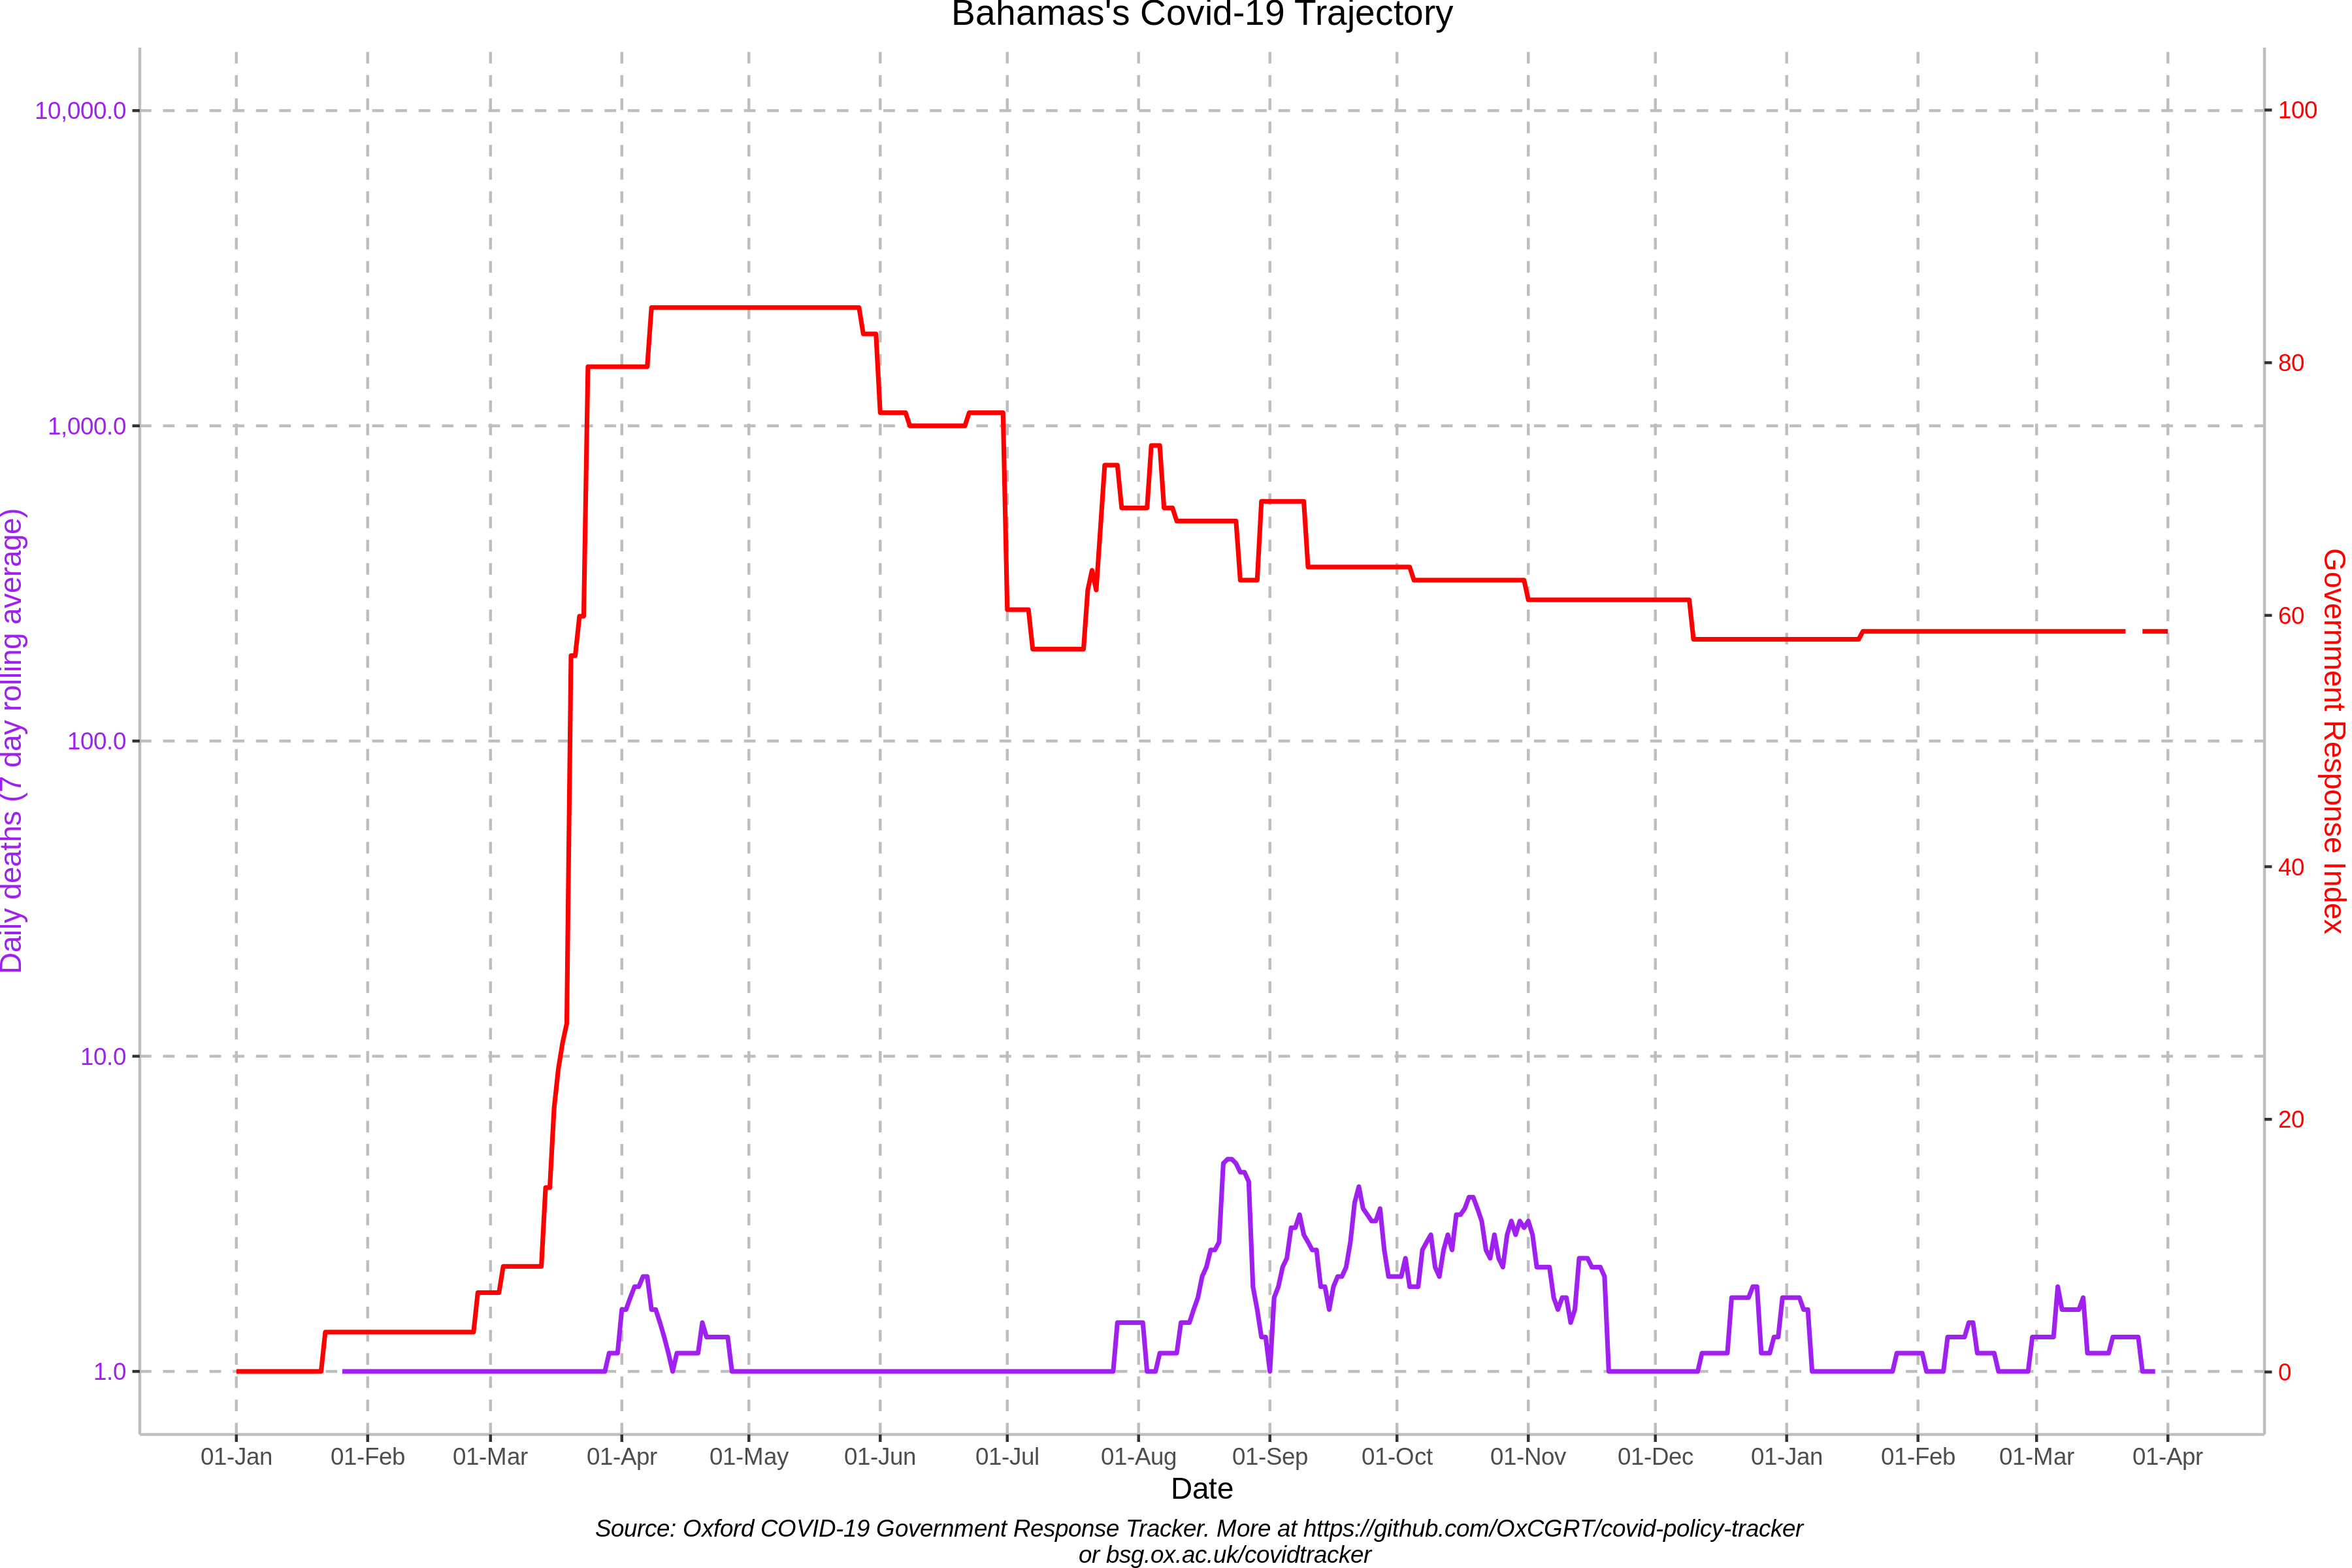 Bahamas's Covid-19 Trajectory
10,000.0
1,000.0
100.0
10.0
1.0
Daily deaths (7 day rolling average)
100
80
60
40
20
0
Government Response Index
01-Jan 01-Feb 01-Mar 01-Apr 01-May 01-Jun 01-Jul 01-Aug 01-Sep 01-Oct 01-Nov 01-Dec 01-Jan 01-Feb 01-Mar 01-Apr
Date
Source: Oxford COVID-19 Government Response Tracker. More at https://github.com/OxCGRT/covid-policy-tracker
or bsg.ox.ac.uk/covidtracker